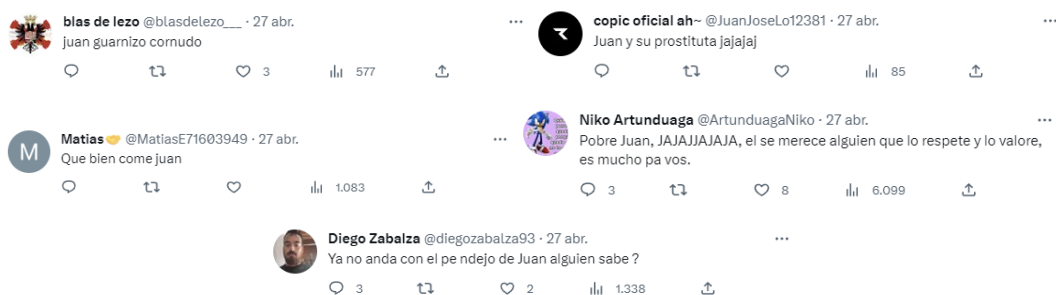 blas de lezo @blasdelezo___ · 27 abr.
juan guarnizo cornudo
3 577
copic oficial ah~ @JuanJoseLo12381 · 27 abr.
Juan y su prostituta jajajaj
85
M
Matias🤝 @MatiasE71603949 · 27 abr.
Que bien come juan
1.083
Niko Artunduaga @ArtunduagaNiko · 27 abr.
Pobre Juan, JAJAJJAJAJA, el se merece alguien que lo respete y lo valore,
es mucho pa vos.
3 8 6.099
Diego Zabalza @diegozabalza93 · 27 abr.
Ya no anda con el pe ndejo de Juan alguien sabe ?
3 2 1.338